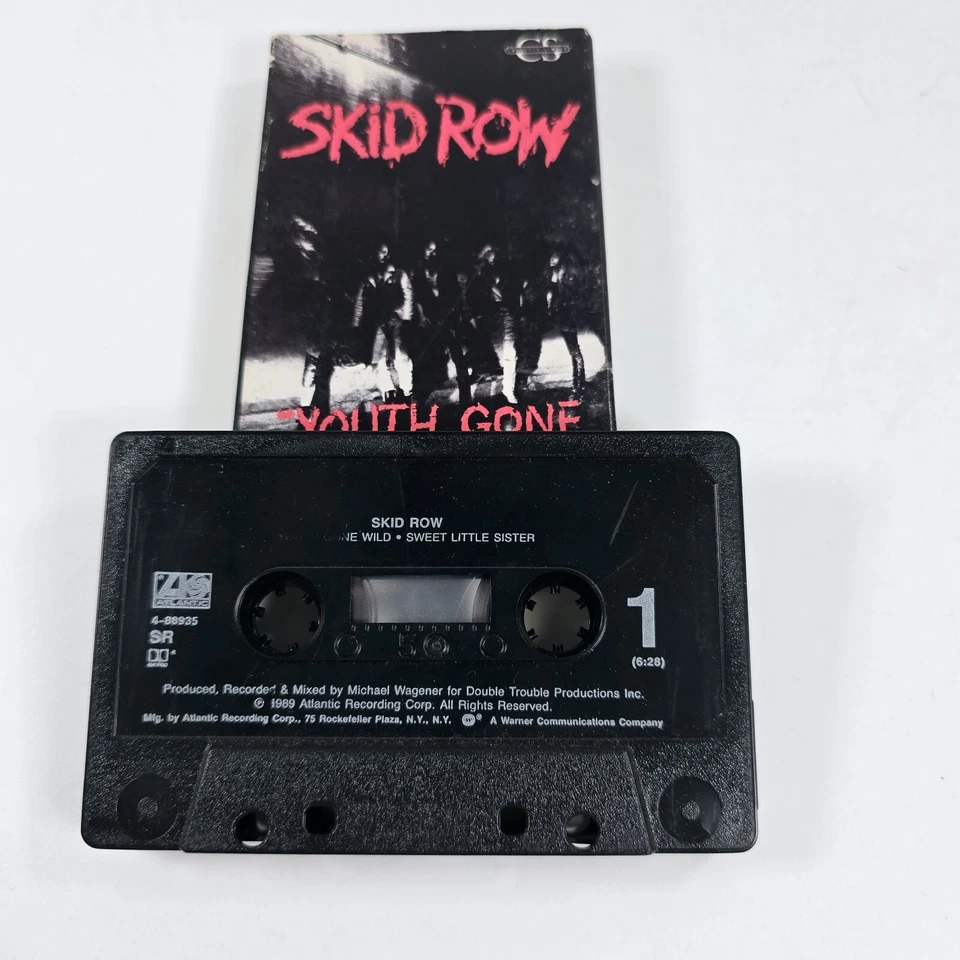 CS
SKID ROW
YOUTH GONE
SKID ROW
GONE WILD • SWEET LITTLE SISTER
ATLANTIC
4-88935
SR
1
(6:28)
Produced, Recorded & Mixed by Michael Wagener for Double Trouble Productions Inc.
℗ 1989 Atlantic Recording Corp. All Rights Reserved.
Mfg. by Atlantic Recording Corp., 75 Rockefeller Plaza, N.Y., N.Y. ® A Warner Communications Company